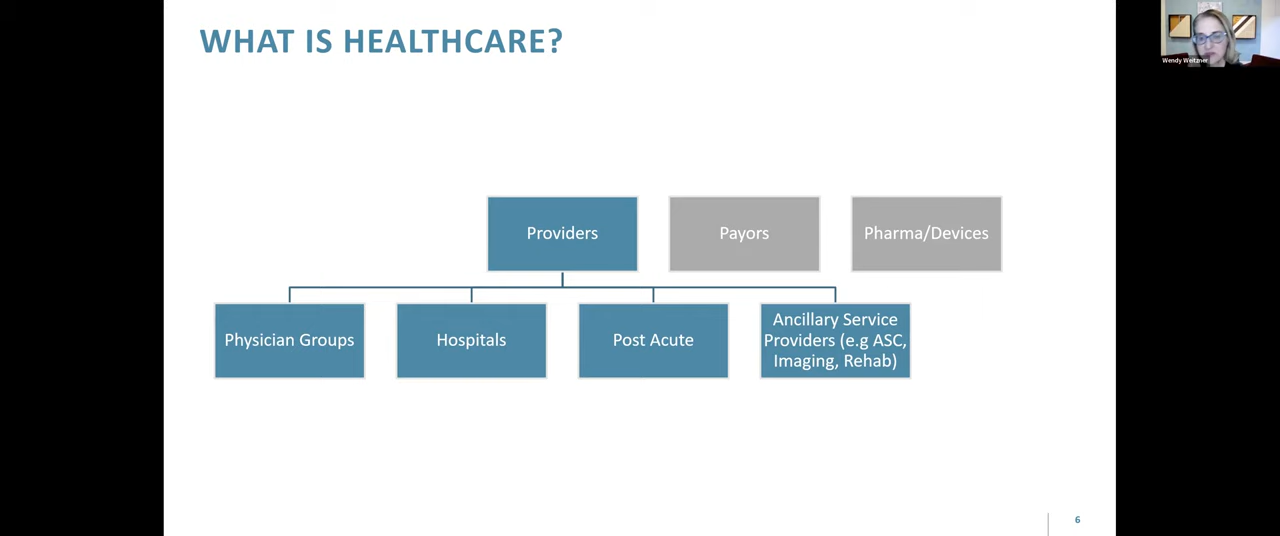 WHAT IS HEALTHCARE?
Wendy Weitzner
Providers
Payors
Pharma/Devices
Physician Groups
Hospitals
Post Acute
Ancillary Service
Providers (e.g ASC,
Imaging, Rehab)
6